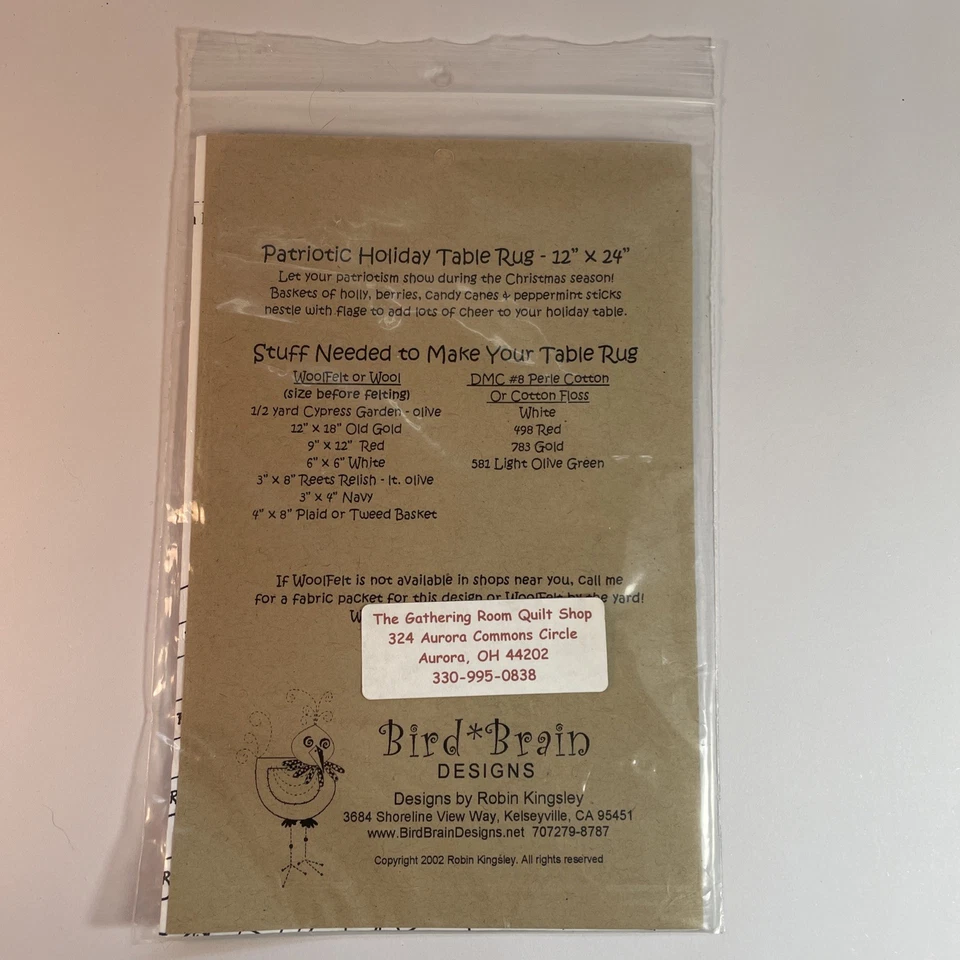 Patriotic Holiday Table Rug - 12" x 24"
Let your patriotism show during the Christmas season!
Baskets of holly, berries, candy canes & peppermint sticks
nestle with flage to add lots of cheer to your holiday table.
Stuff Needed to Make Your Table Rug
WoolFelt or Wool
(size before felting)
1/2 yard Cypress Garden - olive
12" x 18" Old Gold
9" x 12" Red
6" x 6" White
3" x 8" Reets Relish - lt. olive
3" x 4" Navy
4" x 8" Plaid or Tweed Basket
DMC #8 Perle Cotton
Or Cotton Floss
White
498 Red
783 Gold
581 Light Olive Green
If WoolFelt is not available in shops near you, call me
for a fabric packet for this design or WoolFelt by the yard!
The Gathering Room Quilt Shop
324 Aurora Commons Circle
Aurora, OH 44202
330-995-0838
Bird*Brain
DESIGNS
Designs by Robin Kingsley
3684 Shoreline View Way, Kelseyville, CA 95451
www.BirdBrainDesigns.net 707279-8787
Copyright 2002 Robin Kingsley. All rights reserved